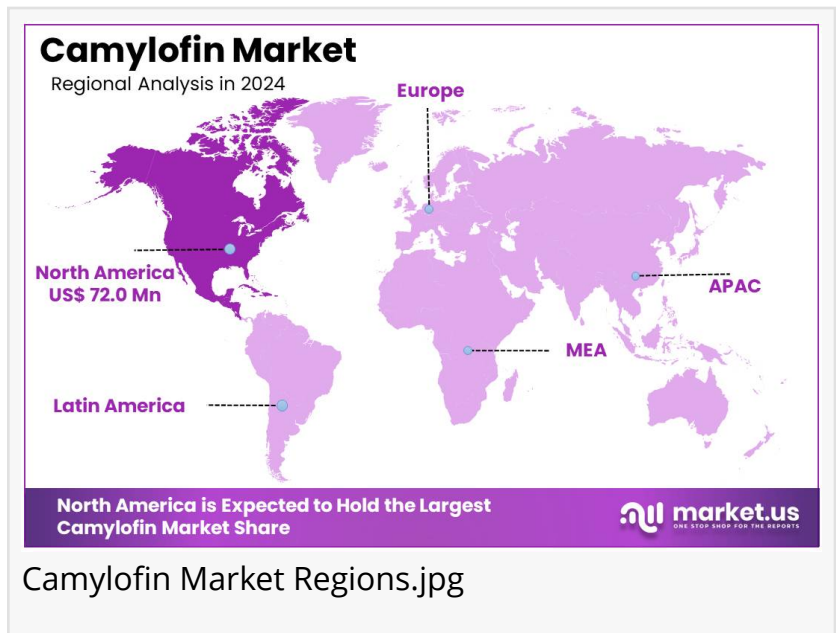 Camylofin Market
Regional Analysis in 2024
Europe
North America
US$ 72.0 Mn
APAC
MEA
Latin America
North America is Expected to Hold the Largest
Camylofin Market Share
market.us
ONE STOP SHOP FOR THE REPORTS
Camylofin Market Regions.jpg